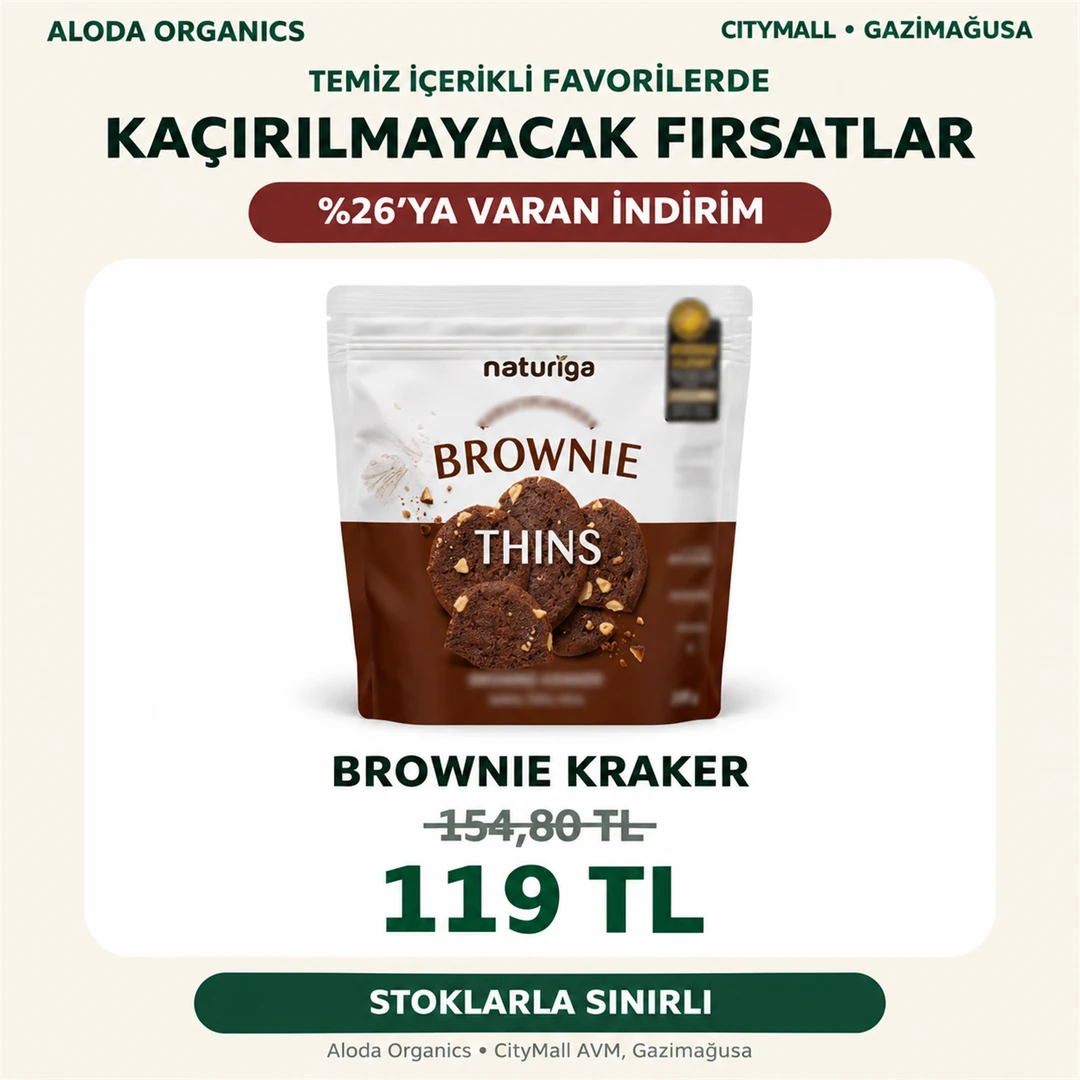 ALODA ORGANICS
CITYMALL • GAZİMAĞUSA
TEMİZ İÇERİKLİ FAVORİLERDE
KAÇIRILMAYACAK FIRSATLAR
%26’YA VARAN İNDİRİM
naturiga
BROWNIE
THINS
BROWNIE KRAKER
154,80 TL
119 TL
STOKLARLA SINIRLI
Aloda Organics • CityMall AVM, Gazimağusa